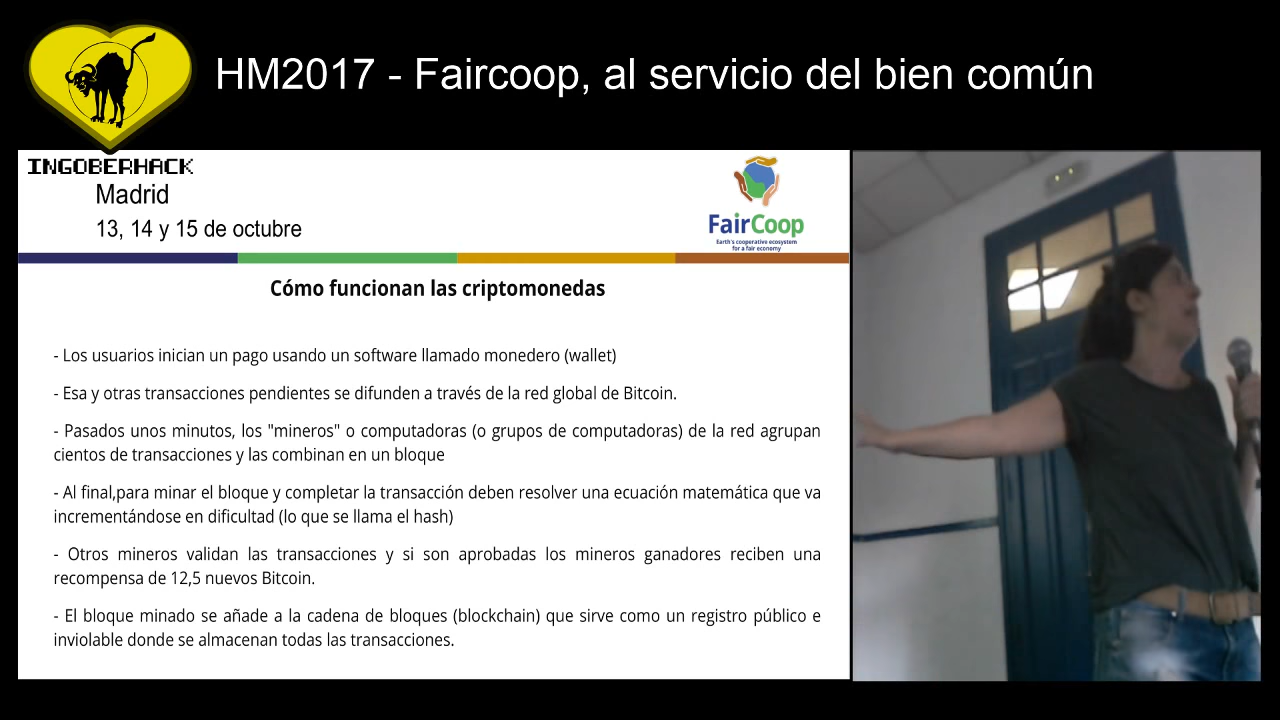 HM2017 - Faircoop, al servicio del bien común
INGOBERHACK
Madrid
13, 14 y 15 de octubre
FairCoop
Earth's cooperative ecosystem
for a fair economy
Cómo funcionan las criptomonedas
- Los usuarios inician un pago usando un software llamado monedero (wallet)
- Esa y otras transacciones pendientes se difunden a través de la red global de Bitcoin.
- Pasados unos minutos, los "mineros" o computadoras (o grupos de computadoras) de la red agrupan
cientos de transacciones y las combinan en un bloque
- Al final,para minar el bloque y completar la transacción deben resolver una ecuación matemática que va
incrementándose en dificultad (lo que se llama el hash)
- Otros mineros validan las transacciones y si son aprobadas los mineros ganadores reciben una
recompensa de 12,5 nuevos Bitcoin.
- El bloque minado se añade a la cadena de bloques (blockchain) que sirve como un registro público e
inviolable donde se almacenan todas las transacciones.